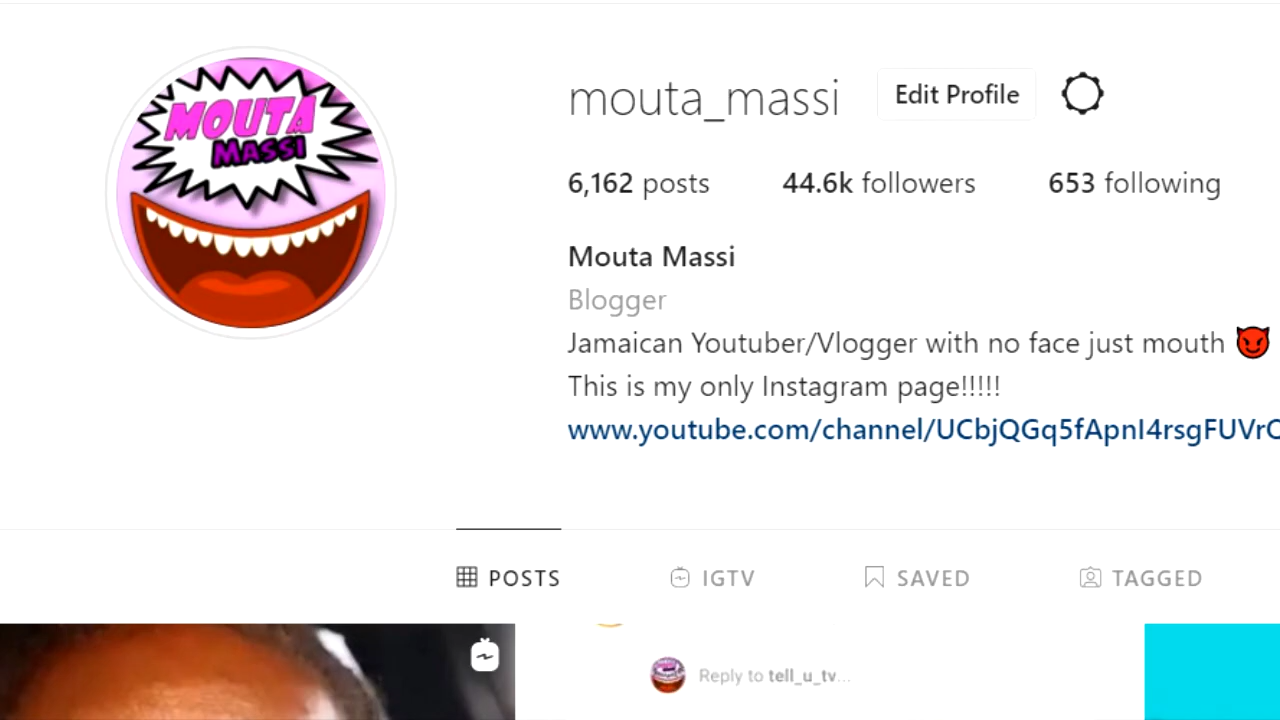 MOUTA
MASSI
mouta_massi Edit Profile
6,162 posts 44.6k followers 653 following
Mouta Massi
Blogger
Jamaican Youtuber/Vlogger with no face just mouth 😈
This is my only Instagram page!!!!!
www.youtube.com/channel/UCbjQGq5fApnI4rsgFUVrC
POSTS IGTV SAVED TAGGED
Reply to tell_u_tv...